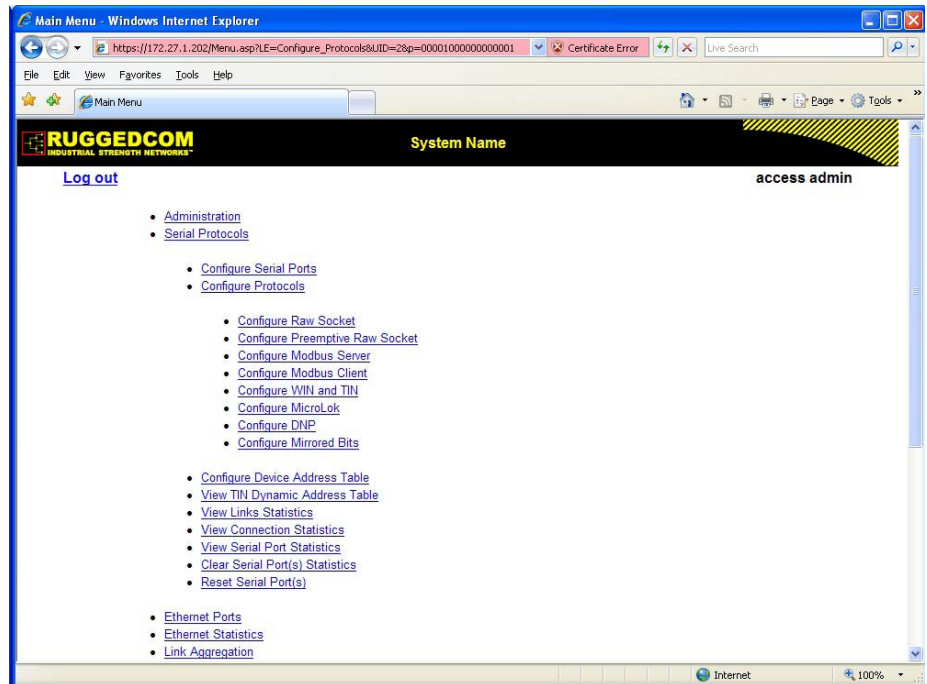 Main Menu - Windows Internet Explorer
https://172.27.1.202/Menu.asp?LE=Configure_Protocols&UID=2&p=00001000000000001 Certificate Error Live Search
File Edit View Favorites Tools Help
Main Menu Page Tools
RUGGEDCOM System Name
INDUSTRIAL STRENGTH NETWORKS™
Log out access admin
Administration
Serial Protocols
Configure Serial Ports
Configure Protocols
Configure Raw Socket
Configure Preemptive Raw Socket
Configure Modbus Server
Configure Modbus Client
Configure WIN and TIN
Configure MicroLok
Configure DNP
Configure Mirrored Bits
Configure Device Address Table
View TIN Dynamic Address Table
View Links Statistics
View Connection Statistics
View Serial Port Statistics
Clear Serial Port(s) Statistics
Reset Serial Port(s)
Ethernet Ports
Ethernet Statistics
Link Aggregation
Internet 100%